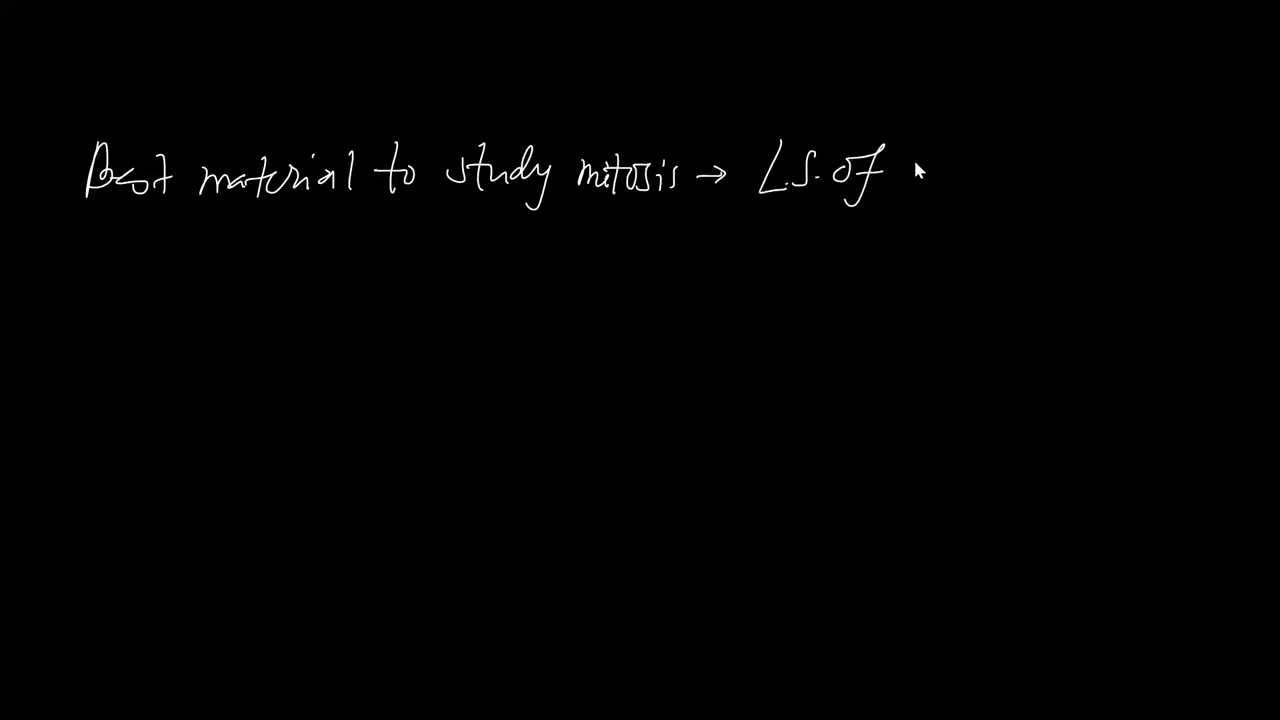 Best material to study mitosis → L.S. of